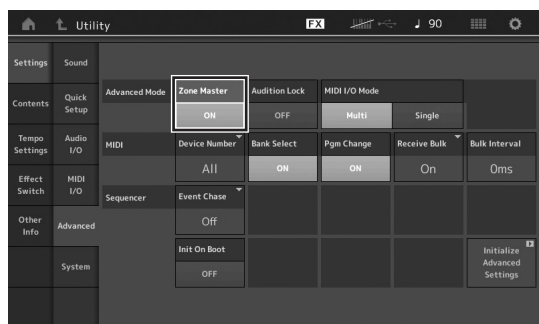 Utility FX 90
Settings Sound
Advanced Mode Zone Master Audition Lock MIDI I/O Mode
ON OFF Multi Single
Contents Quick Setup
Tempo Settings Audio I/O
MIDI Device Number Bank Select Pgm Change Receive Bulk Bulk Interval
All ON ON On 0ms
Effect Switch MIDI I/O
Sequencer Event Chase
Off
Other Info Advanced
Init On Boot
OFF
System
Initialize
Advanced
Settings